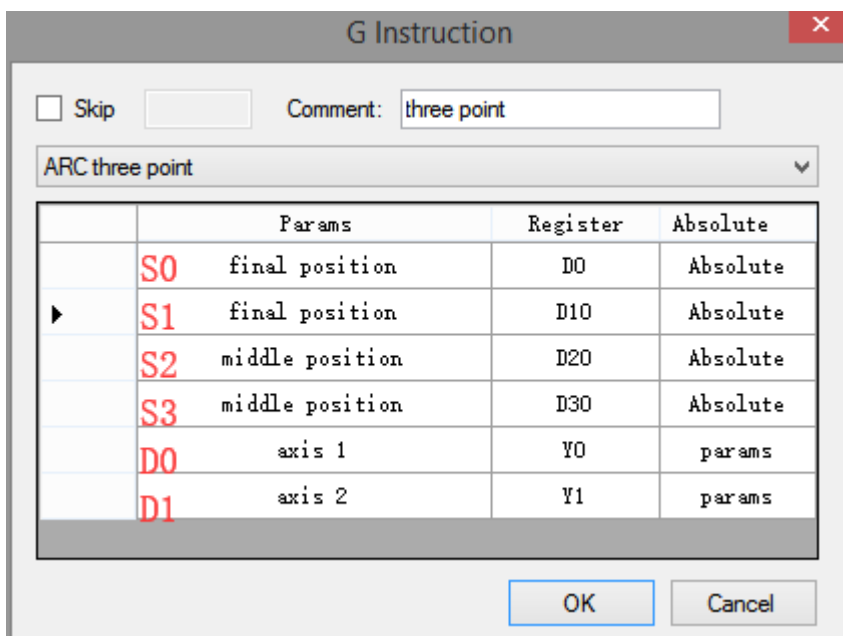 G Instruction
Skip Comment: three point
ARC three point
Params Register Absolute
S0 final position D0 Absolute
S1 final position D10 Absolute
S2 middle position D20 Absolute
S3 middle position D30 Absolute
D0 axis 1 Y0 params
D1 axis 2 Y1 params
OK Cancel